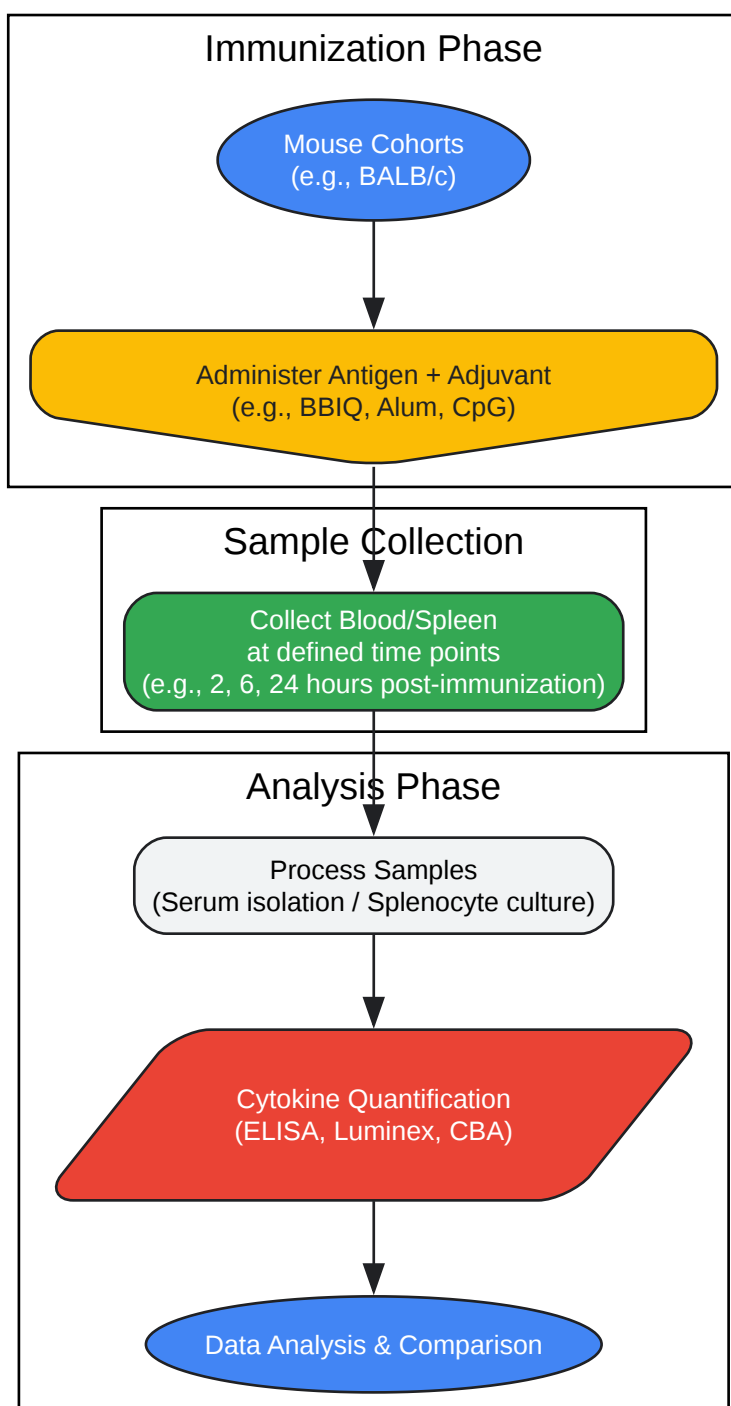 Immunization Phase
Mouse Cohorts
(e.g., BALB/c)
Administer Antigen + Adjuvant
(e.g., BBIQ, Alum, CpG)
Sample Collection
Collect Blood/Spleen
at defined time points
(e.g., 2, 6, 24 hours post-immunization)
Analysis Phase
Process Samples
(Serum isolation / Splenocyte culture)
Cytokine Quantification
(ELISA, Luminex, CBA)
Data Analysis & Comparison